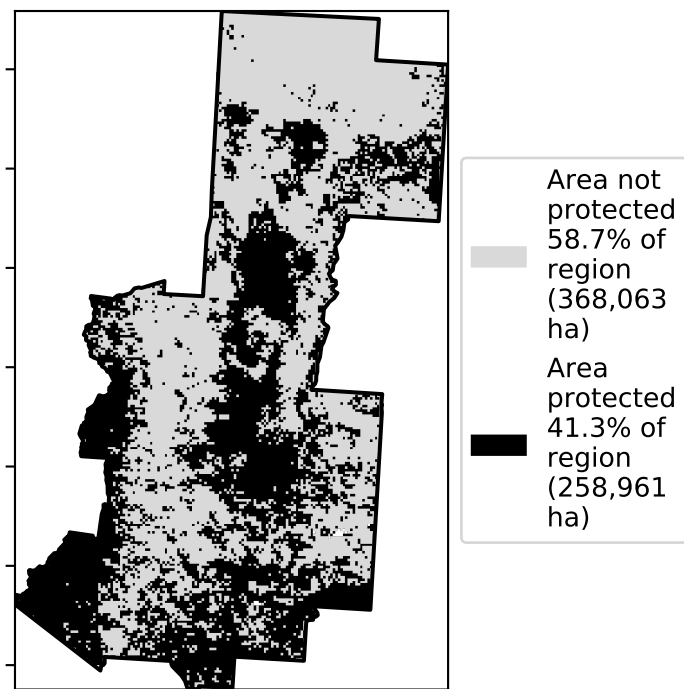 Area not
protected
58.7% of
region
(368,063
ha)
Area
protected
41.3% of
region
(258,961
ha)